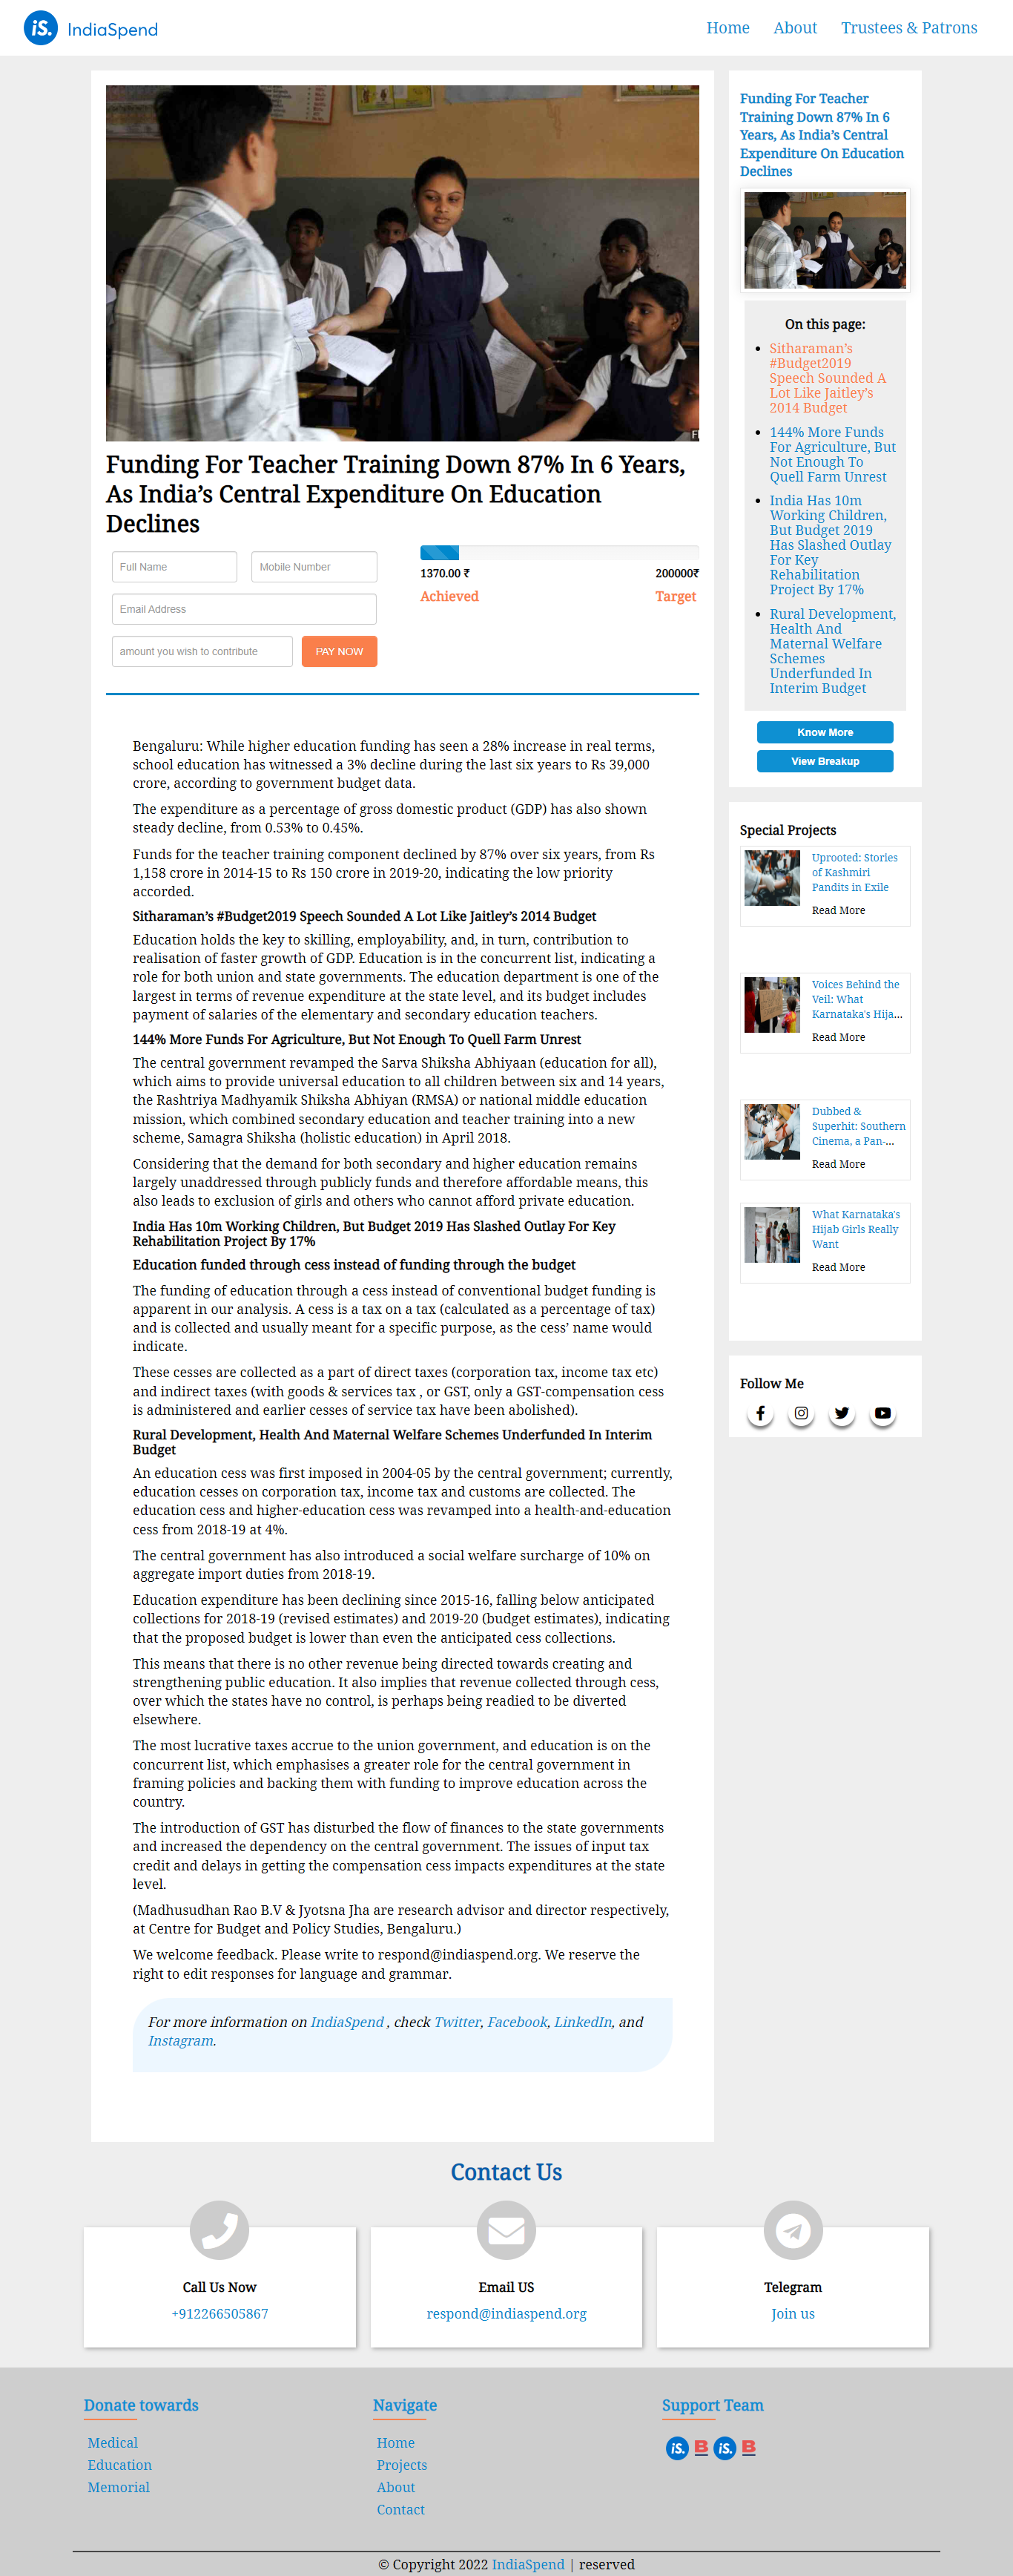 iS. IndiaSpend
Home About Trustees & Patrons
Funding For Teacher Training Down 87% In 6 Years,
As India’s Central Expenditure On Education
Declines
Full Name
Mobile Number
Email Address
amount you wish to contribute
PAY NOW
1370.00 ₹
200000₹
Achieved
Target
Bengaluru: While higher education funding has seen a 28% increase in real terms,
school education has witnessed a 3% decline during the last six years to Rs 39,000
crore, according to government budget data.
The expenditure as a percentage of gross domestic product (GDP) has also shown
steady decline, from 0.53% to 0.45%.
Funds for the teacher training component declined by 87% over six years, from Rs
1,158 crore in 2014-15 to Rs 150 crore in 2019-20, indicating the low priority
accorded.
Sitharaman’s #Budget2019 Speech Sounded A Lot Like Jaitley’s 2014 Budget
Education holds the key to skilling, employability, and, in turn, contribution to
realisation of faster growth of GDP. Education is in the concurrent list, indicating a
role for both union and state governments. The education department is one of the
largest in terms of revenue expenditure at the state level, and its budget includes
payment of salaries of the elementary and secondary education teachers.
144% More Funds For Agriculture, But Not Enough To Quell Farm Unrest
The central government revamped the Sarva Shiksha Abhiyaan (education for all),
which aims to provide universal education to all children between six and 14 years,
the Rashtriya Madhyamik Shiksha Abhiyan (RMSA) or national middle education
mission, which combined secondary education and teacher training into a new
scheme, Samagra Shiksha (holistic education) in April 2018.
Considering that the demand for both secondary and higher education remains
largely unaddressed through publicly funds and therefore affordable means, this
also leads to exclusion of girls and others who cannot afford private education.
India Has 10m Working Children, But Budget 2019 Has Slashed Outlay For Key
Rehabilitation Project By 17%
Education funded through cess instead of funding through the budget
The funding of education through a cess instead of conventional budget funding is
apparent in our analysis. A cess is a tax on a tax (calculated as a percentage of tax)
and is collected and usually meant for a specific purpose, as the cess’ name would
indicate.
These cesses are collected as a part of direct taxes (corporation tax, income tax etc)
and indirect taxes (with goods & services tax , or GST, only a GST-compensation cess
is administered and earlier cesses of service tax have been abolished).
Rural Development, Health And Maternal Welfare Schemes Underfunded In Interim
Budget
An education cess was first imposed in 2004-05 by the central government; currently,
education cesses on corporation tax, income tax and customs are collected. The
education cess and higher-education cess was revamped into a health-and-education
cess from 2018-19 at 4%.
The central government has also introduced a social welfare surcharge of 10% on
aggregate import duties from 2018-19.
Education expenditure has been declining since 2015-16, falling below anticipated
collections for 2018-19 (revised estimates) and 2019-20 (budget estimates), indicating
that the proposed budget is lower than even the anticipated cess collections.
This means that there is no other revenue being directed towards creating and
strengthening public education. It also implies that revenue collected through cess,
over which the states have no control, is perhaps being readied to be diverted
elsewhere.
The most lucrative taxes accrue to the union government, and education is on the
concurrent list, which emphasises a greater role for the central government in
framing policies and backing them with funding to improve education across the
country.
The introduction of GST has disturbed the flow of finances to the state governments
and increased the dependency on the central government. The issues of input tax
credit and delays in getting the compensation cess impacts expenditures at the state
level.
(Madhusudhan Rao B.V & Jyotsna Jha are research advisor and director respectively,
at Centre for Budget and Policy Studies, Bengaluru.)
We welcome feedback. Please write to respond@indiaspend.org. We reserve the
right to edit responses for language and grammar.
For more information on IndiaSpend , check Twitter, Facebook, LinkedIn, and
Instagram.
Funding For Teacher
Training Down 87% In 6
Years, As India’s Central
Expenditure On Education
Declines
On this page:
Sitharaman’s
#Budget2019
Speech Sounded A
Lot Like Jaitley’s
2014 Budget
144% More Funds
For Agriculture, But
Not Enough To
Quell Farm Unrest
India Has 10m
Working Children,
But Budget 2019
Has Slashed Outlay
For Key
Rehabilitation
Project By 17%
Rural Development,
Health And
Maternal Welfare
Schemes
Underfunded In
Interim Budget
Know More
View Breakup
Special Projects
Uprooted: Stories
of Kashmiri
Pandits in Exile
Read More
Voices Behind the
Veil: What
Karnataka's Hija...
Read More
Dubbed &
Superhit: Southern
Cinema, a Pan-...
Read More
What Karnataka's
Hijab Girls Really
Want
Read More
Follow Me
Contact Us
Call Us Now
+912266505867
Email US
respond@indiaspend.org
Telegram
Join us
Donate towards
Medical
Education
Memorial
Navigate
Home
Projects
About
Contact
Support Team
iS. B iS. B
© Copyright 2022 IndiaSpend | reserved